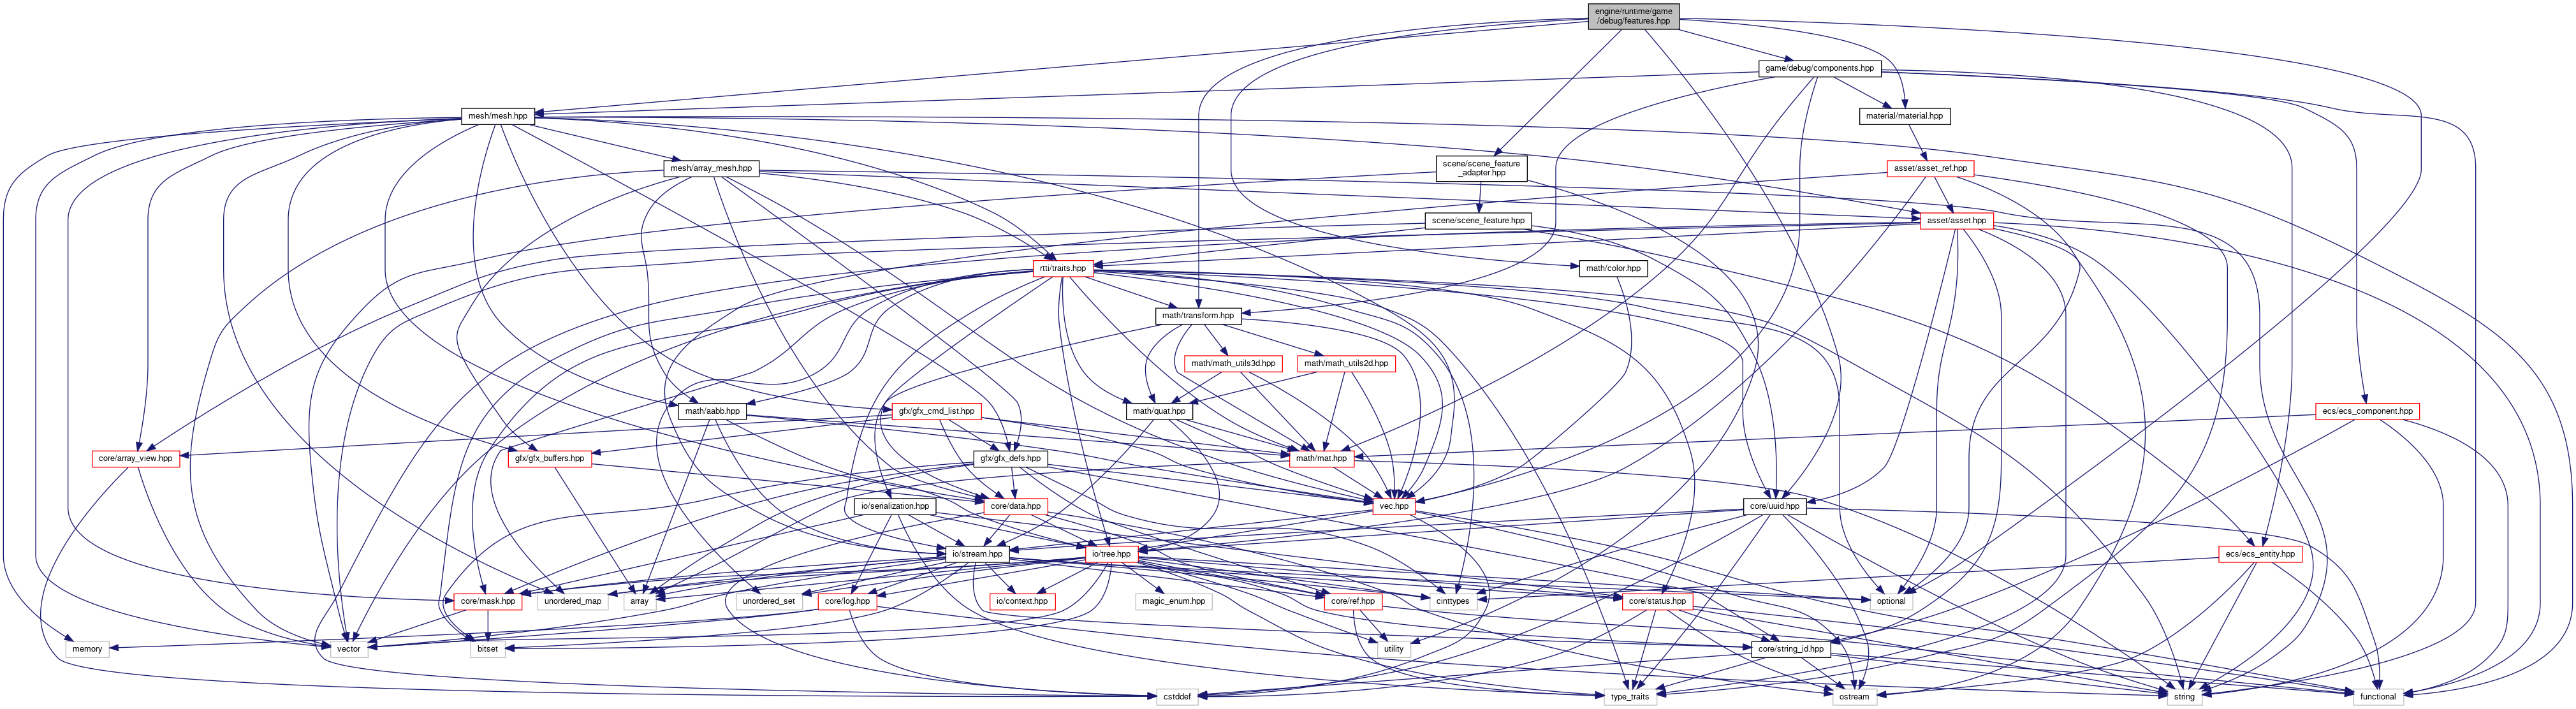 engine/runtime/game
/debug/features.hpp
game/debug/components.hpp
mesh/mesh.hpp
material/material.hpp
mesh/array_mesh.hpp
scene/scene_feature
_adapter.hpp
asset/asset_ref.hpp
scene/scene_feature.hpp
asset/asset.hpp
rtti/traits.hpp
math/color.hpp
math/transform.hpp
math/math_utils3d.hpp
math/math_utils2d.hpp
math/aabb.hpp
gfx/gfx_cmd_list.hpp
math/quat.hpp
ecs/ecs_component.hpp
core/array_view.hpp
gfx/gfx_buffers.hpp
gfx/gfx_defs.hpp
math/mat.hpp
io/serialization.hpp
core/data.hpp
vec.hpp
core/uuid.hpp
io/stream.hpp
io/tree.hpp
ecs/ecs_entity.hpp
core/mask.hpp
unordered_map
array
unordered_set
core/log.hpp
io/context.hpp
magic_enum.hpp
core/ref.hpp
cinttypes
core/status.hpp
optional
memory
vector
bitset
utility
core/string_id.hpp
cstddef
type_traits
ostream
string
functional